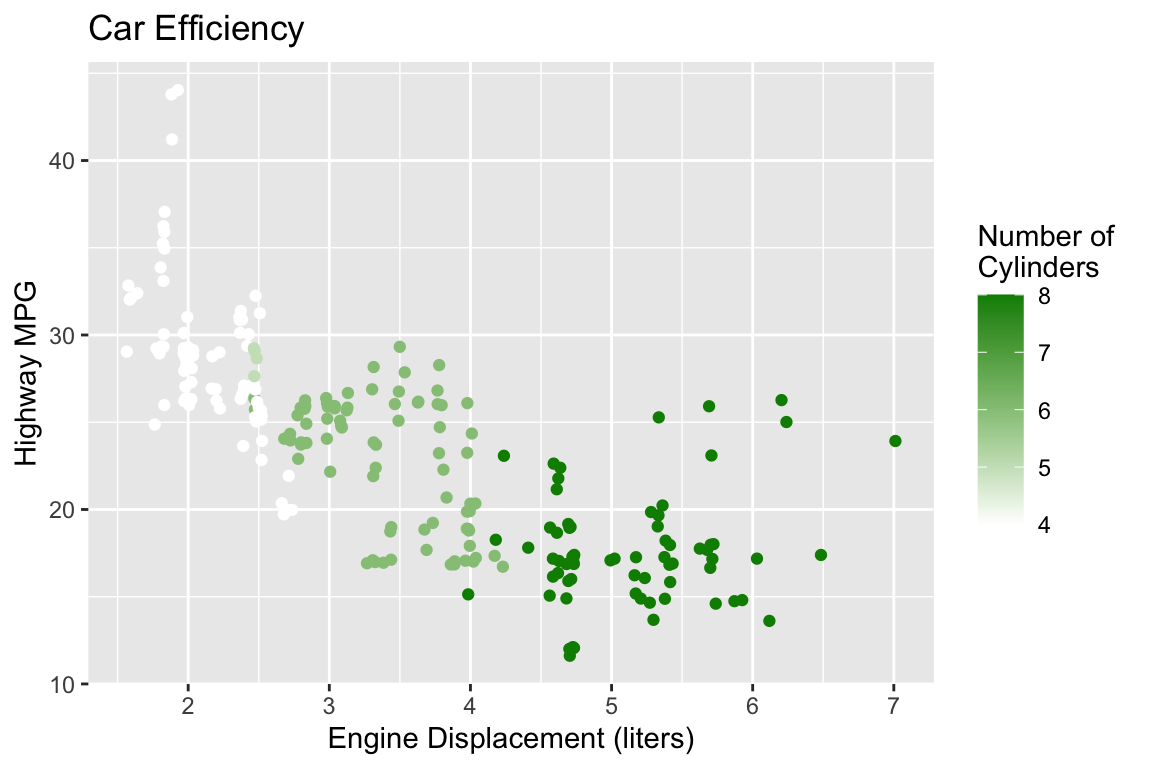 Car Efficiency
Highway MPG
40
30
20
10
2 3 4 5 6 7
Engine Displacement (liters)
Number of
Cylinders
8
7
6
5
4